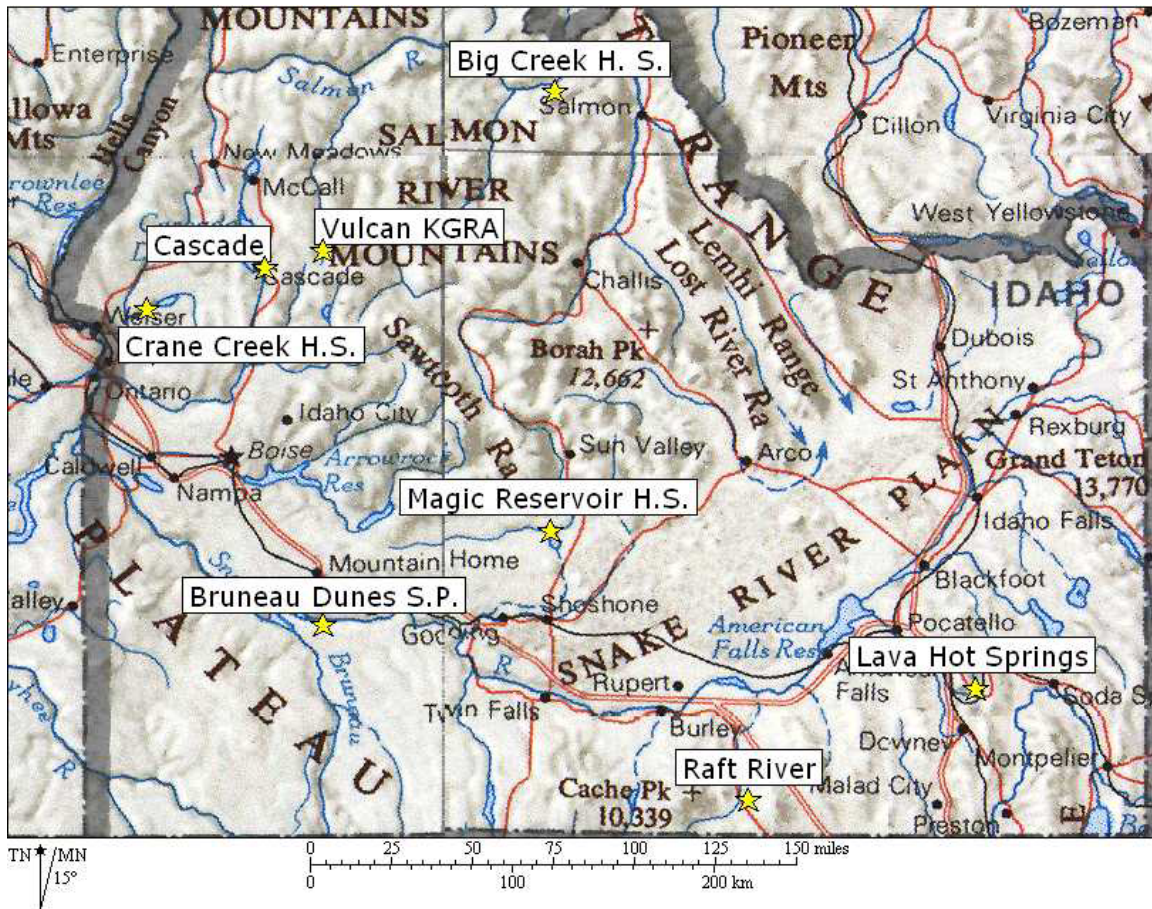 MOUNTAINS
Enterprise
Salmon
R
Big Creek H. S.
Pioneer
Mts
Bozeman
Salmon
Dillon
Virginia City
Mts
Hells
Canyon
SALMON
New Meadows
McCall
RIVER
RANGE
Res
West Yellowstone
Vulcan KGRA
Cascade
MOUNTAINS
Cascade
Challis
Lemhi
Range
Lost River Ra
IDAHO
Weiser
Crane Creek H.S.
Sawtooth Ra
Borah Pk
12,662
Dubois
Ontario
St Anthony
Idaho City
Rexburg
Boise
Sun Valley
Arco
Caldwell
Arrowrock
Res
Nampa
Grand Teton
13,770
Magic Reservoir H.S.
Idaho Falls
PLATEAU
Mountain Home
SNAKE RIVER PLAIN
Blackfoot
Bruneau Dunes S.P.
Shoshone
Gooding
American
Falls Res
Pocatello
Bruneau
R
Lava Hot Springs
Falls
Rupert
Soda S
Twin Falls
Burley
Downey
Montpelier
R
Raft River
Cache Pk
10,339
Malad City
Preston
TN
/MN
15°
0 25 50 75 100 125 150 miles
0 100 200 km